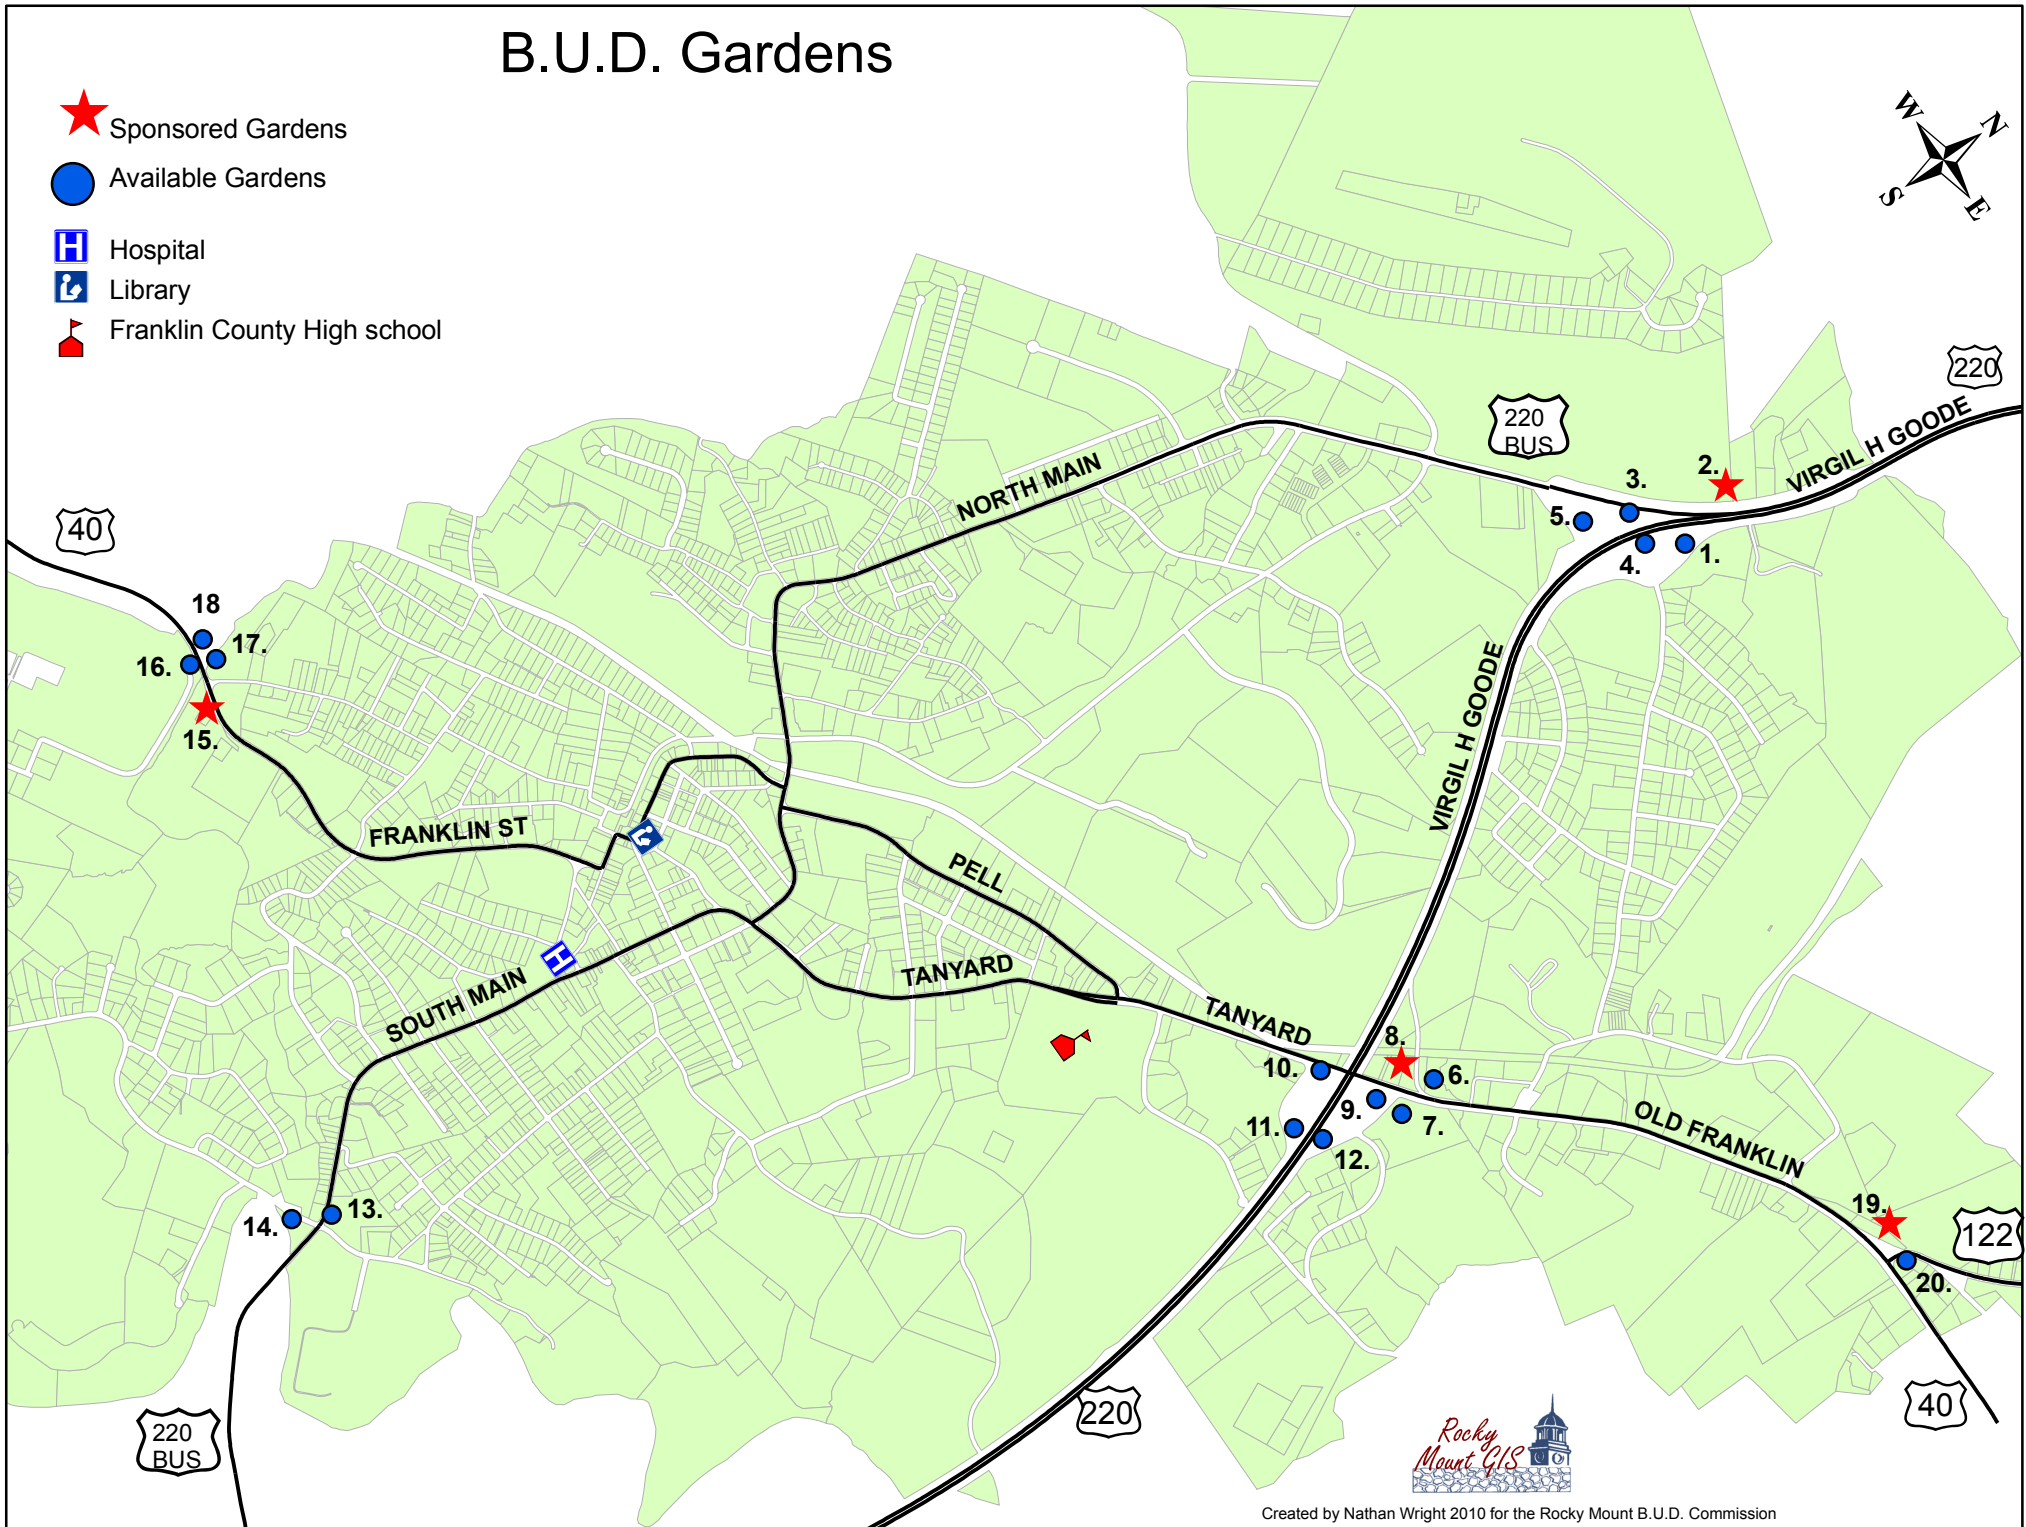 B.U.D. Gardens
Sponsored Gardens
Available Gardens
H
Hospital
Library
Franklin County High school
W
N
S
E
220
220
BUS
VIRGIL H GOODE
2.
3.
5.
4.
1.
NORTH MAIN
40
18
17.
16.
15.
VIRGIL H GOODE
FRANKLIN ST
PELL
H
SOUTH MAIN
TANYARD
TANYARD
8.
10.
6.
9.
7.
11.
12.
OLD FRANKLIN
13.
14.
19.
122
20.
220
BUS
220
40
Rocky
Mount GIS
Created by Nathan Wright 2010 for the Rocky Mount B.U.D. Commission